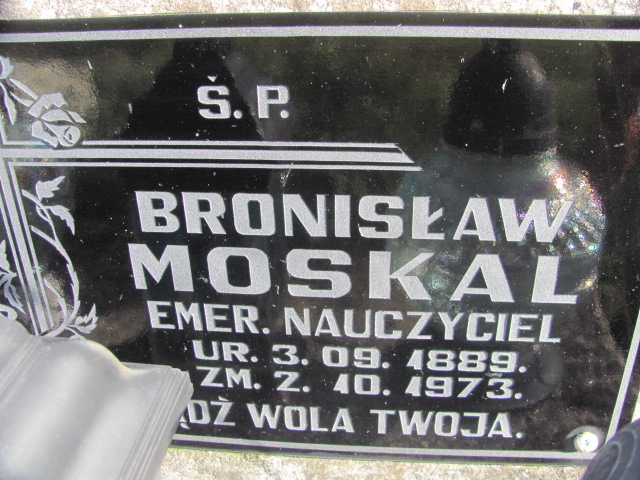 Ś. P.
BRONISŁAW
MOSKAL
EMER. NAUCZYCIEL
UR. 3. 09. 1889.
ZM. 2. 10. 1973.
WOLA TWOJA.